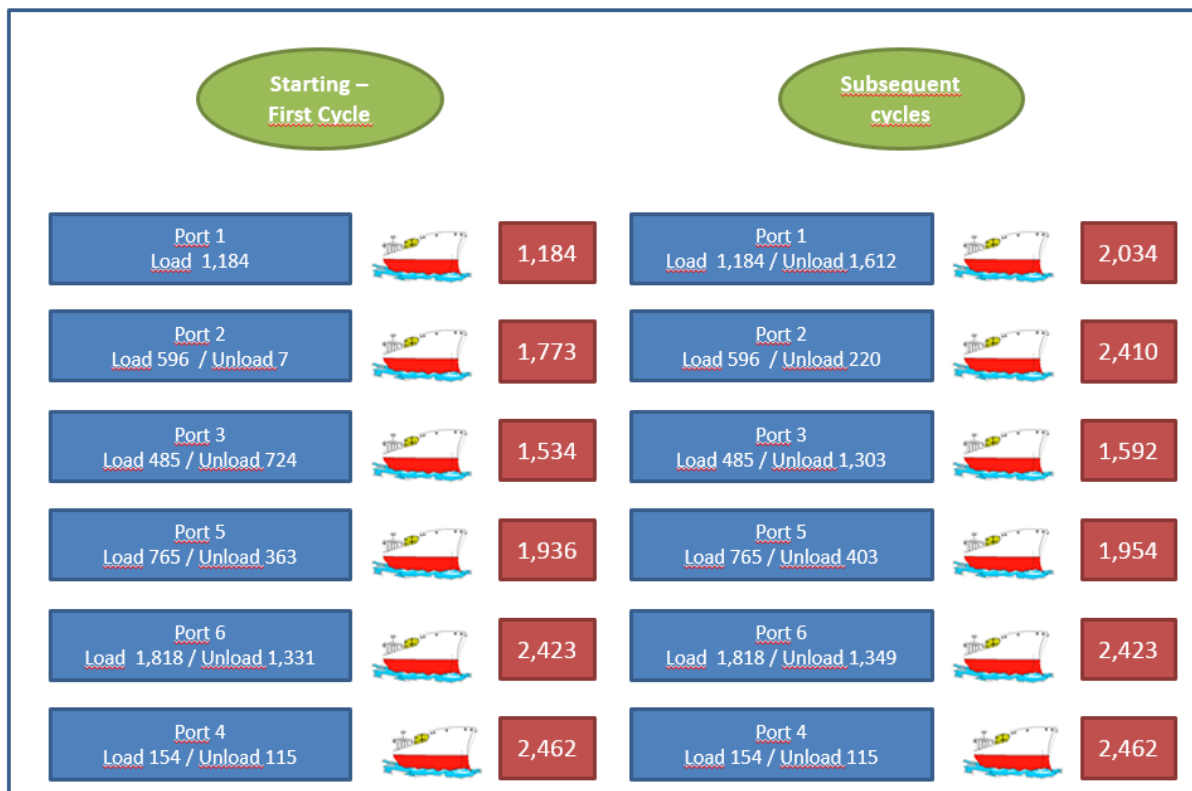 Starting –
First Cycle
Subsequent
cycles
Port 1
Load 1,184
1,184
Port 1
Load 1,184 / Unload 1,612
2,034
Port 2
Load 596 / Unload 7
1,773
Port 2
Load 596 / Unload 220
2,410
Port 3
Load 485 / Unload 724
1,534
Port 3
Load 485 / Unload 1,303
1,592
Port 5
Load 765 / Unload 363
1,936
Port 5
Load 765 / Unload 403
1,954
Port 6
Load 1,818 / Unload 1,331
2,423
Port 6
Load 1,818 / Unload 1,349
2,423
Port 4
Load 154 / Unload 115
2,462
Port 4
Load 154 / Unload 115
2,462